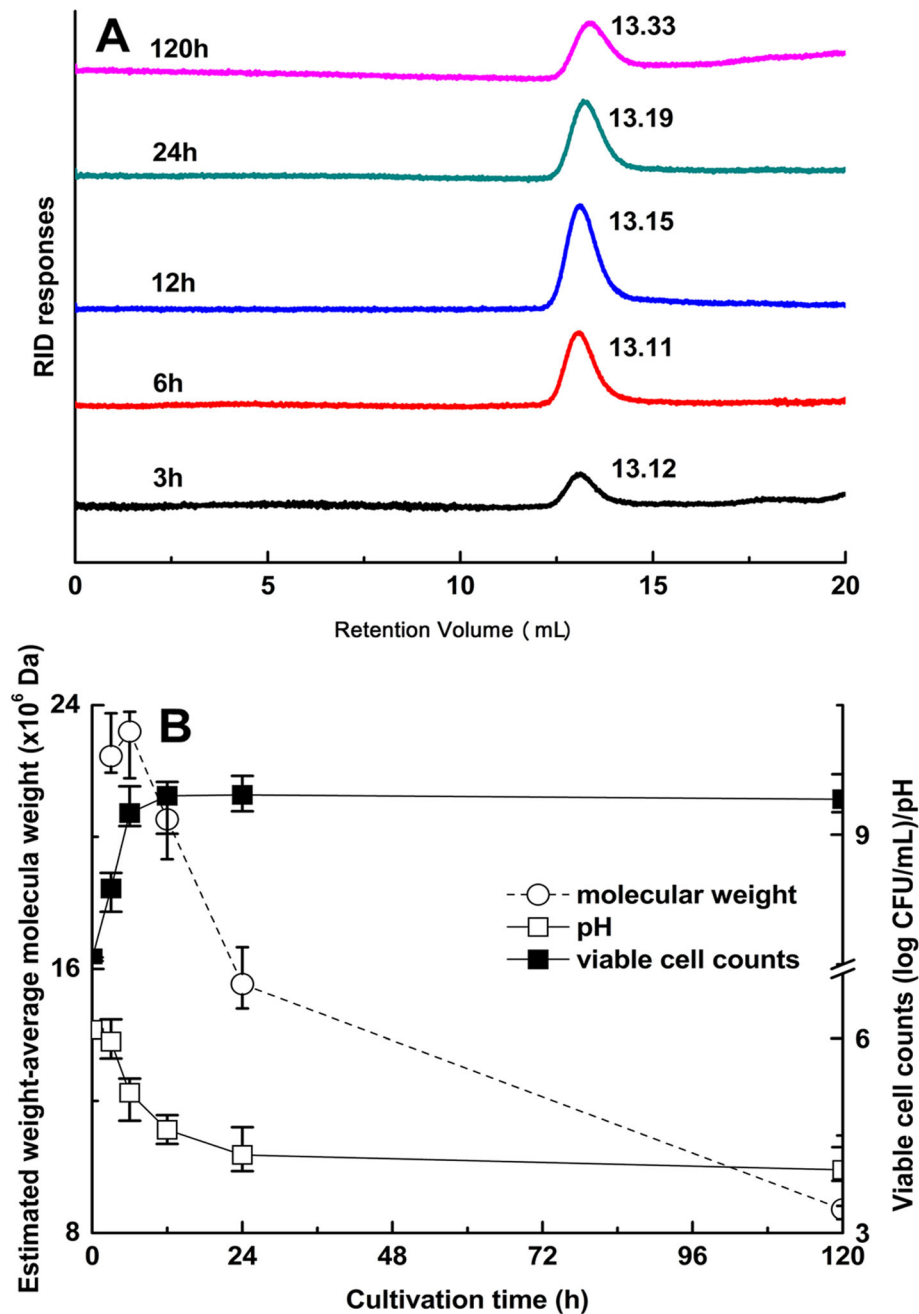 A
120h
13.33
24h
13.19
12h
13.15
6h
13.11
3h
13.12
RID responses
0 5 10 15 20
Retention Volume ( mL)
B
Estimated weight-average molecula weight (x10⁶ Da)
24
16
8
molecular weight
pH
viable cell counts
9
6
3
Viable cell counts (log CFU/mL)/pH
0 24 48 72 96 120
Cultivation time (h)